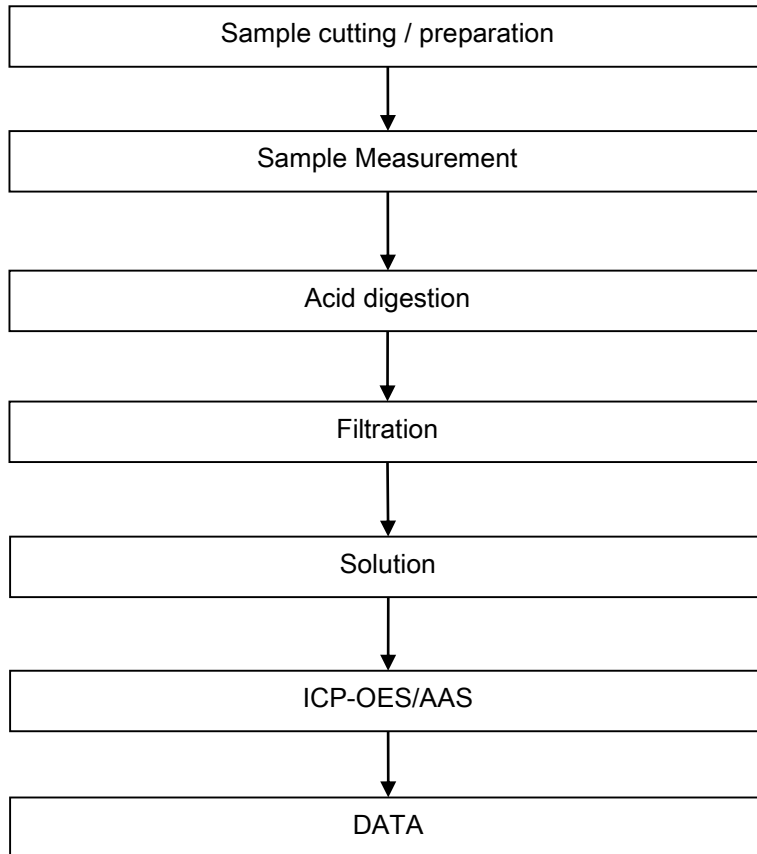 Sample cutting / preparation
Sample Measurement
Acid digestion
Filtration
Solution
ICP-OES/AAS
DATA